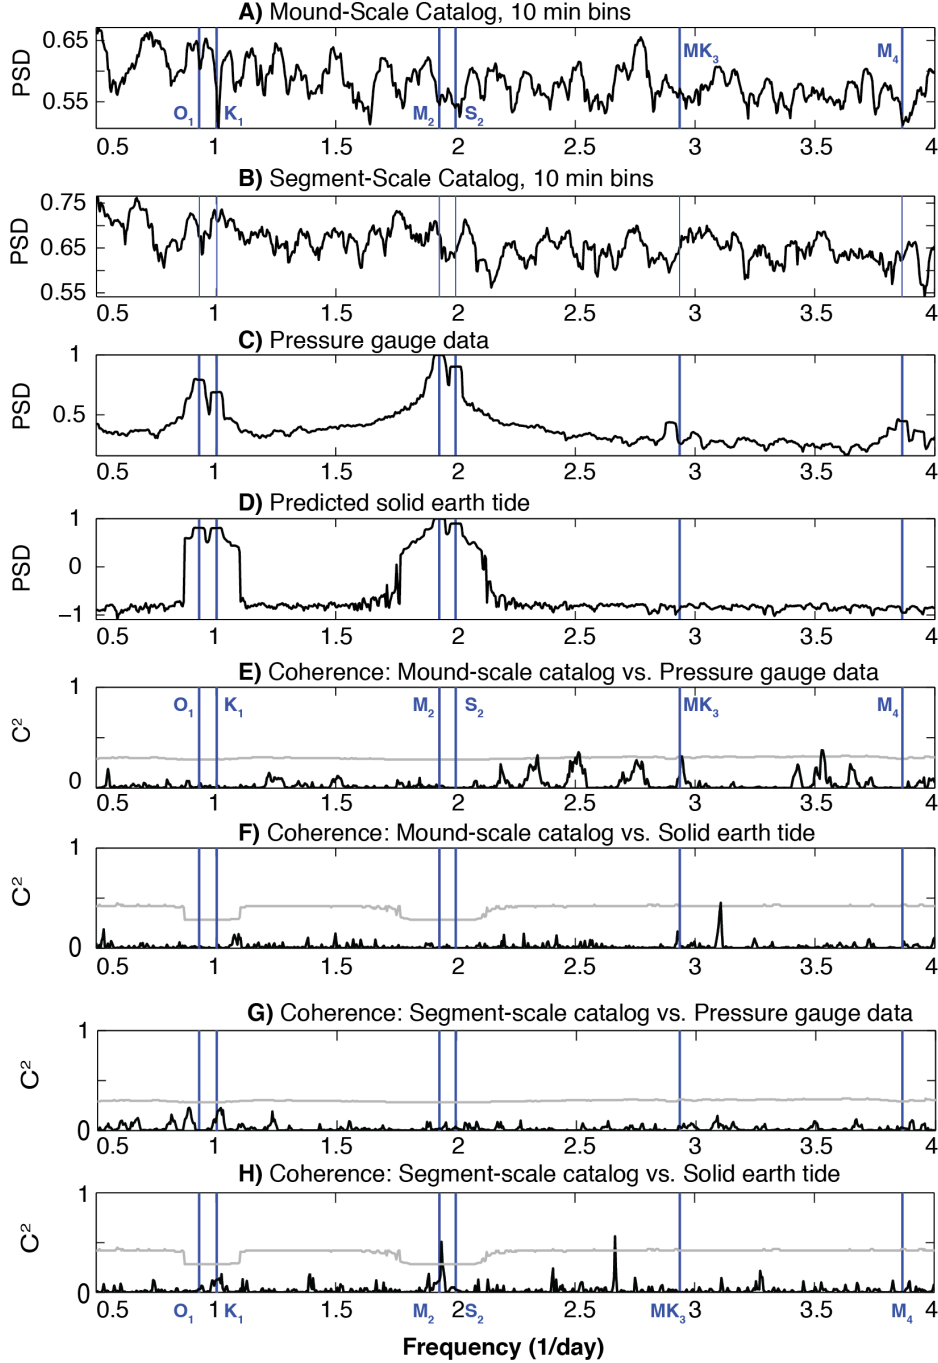 A) Mound-Scale Catalog, 10 min bins
PSD
0.65
0.55
O1 K1 M2 S2 MK3 M4
0.5 1 1.5 2 2.5 3 3.5 4
B) Segment-Scale Catalog, 10 min bins
PSD
0.75
0.65
0.55
0.5 1 1.5 2 2.5 3 3.5 4
C) Pressure gauge data
PSD
1
0.5
0.5 1 1.5 2 2.5 3 3.5 4
D) Predicted solid earth tide
PSD
1
0
−1
0.5 1 1.5 2 2.5 3 3.5 4
E) Coherence: Mound-scale catalog vs. Pressure gauge data
C²
1
0
O1 K1 M2 S2 MK3 M4
0.5 1 1.5 2 2.5 3 3.5 4
F) Coherence: Mound-scale catalog vs. Solid earth tide
C²
1
0
0.5 1 1.5 2 2.5 3 3.5 4
G) Coherence: Segment-scale catalog vs. Pressure gauge data
C²
1
0
0.5 1 1.5 2 2.5 3 3.5 4
H) Coherence: Segment-scale catalog vs. Solid earth tide
C²
1
0
0.5 O1 1 K1 1.5 M2 2 S2 2.5 MK3 3 3.5 M4 4
Frequency (1/day)